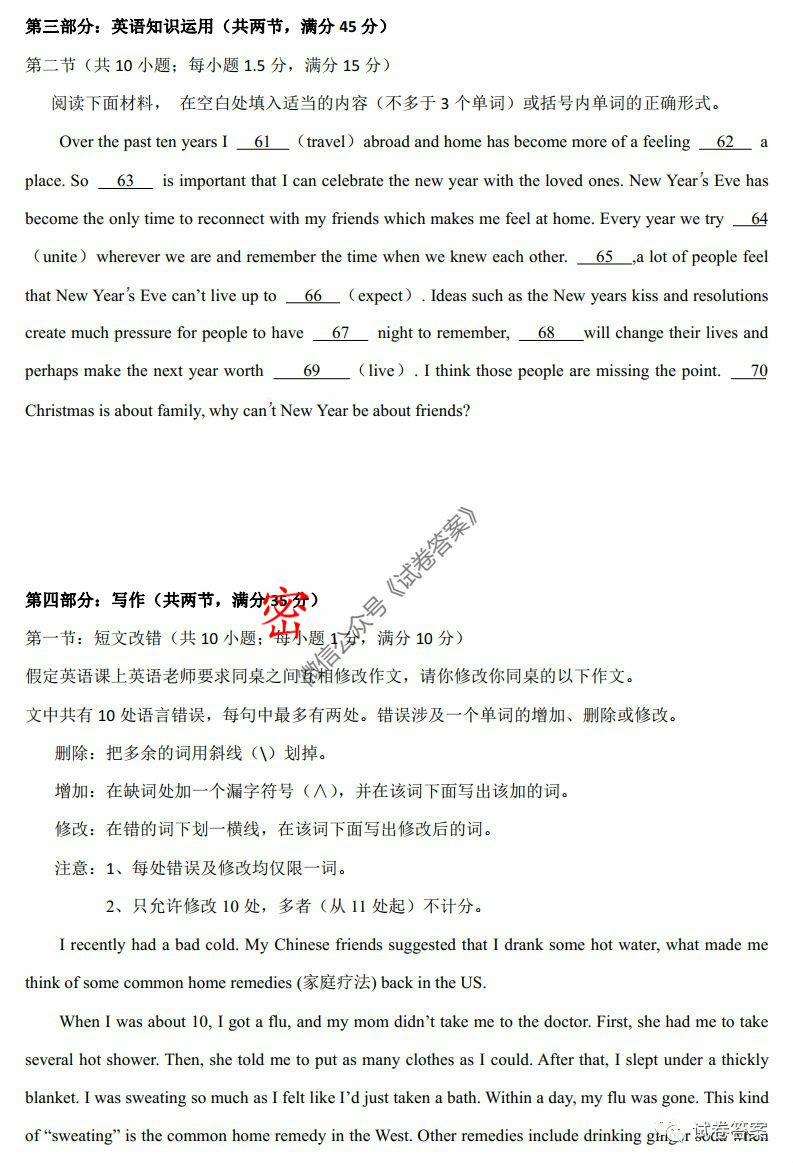 第三部分：英语知识运用（共两节，满分 45 分）
第二节（共 10 小题；每小题 1.5 分，满分 15 分）
阅读下面材料， 在空白处填入适当的内容（不多于 3 个单词）或括号内单词的正确形式。
Over the past ten years I 61 （travel）abroad and home has become more of a feeling 62 a
place. So 63 is important that I can celebrate the new year with the loved ones. New Year’s Eve has
become the only time to reconnect with my friends which makes me feel at home. Every year we try 64
（unite）wherever we are and remember the time when we knew each other. 65 ,a lot of people feel
that New Year’s Eve can’t live up to 66 （expect）. Ideas such as the New years kiss and resolutions
create much pressure for people to have 67 night to remember, 68 will change their lives and
perhaps make the next year worth 69 （live）. I think those people are missing the point. 70
Christmas is about family, why can’t New Year be about friends?
微信公众号《试卷答案》
第四部分：写作（共两节，满分 35 分）
密
第一节：短文改错（共 10 小题；每小题 1 分，满分 10 分）
假定英语课上英语老师要求同桌之间互相修改作文，请你修改你同桌的以下作文。
文中共有 10 处语言错误，每句中最多有两处。错误涉及一个单词的增加、删除或修改。
删除：把多余的词用斜线（\）划掉。
增加：在缺词处加一个漏字符号（∧），并在该词下面写出该加的词。
修改：在错的词下划一横线，在该词下面写出修改后的词。
注意：1、每处错误及修改均仅限一词。
2、只允许修改 10 处，多者（从 11 处起）不计分。
I recently had a bad cold. My Chinese friends suggested that I drank some hot water, what made me
think of some common home remedies (家庭疗法) back in the US.
When I was about 10, I got a flu, and my mom didn’t take me to the doctor. First, she had me to take
several hot shower. Then, she told me to put as many clothes as I could. After that, I slept under a thickly
blanket. I was sweating so much as I felt like I’d just taken a bath. Within a day, my flu was gone. This kind
of “sweating” is the common home remedy in the West. Other remedies include drinking ginger soda when
试卷答案